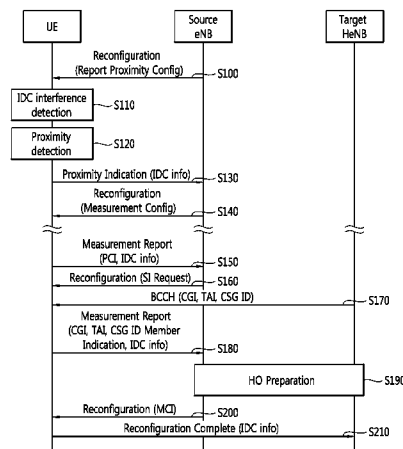 UE
Source
eNB
Target
HeNB
Reconfiguration
(Report Proximity Config)
S100
IDC interference
detection
S110
Proximity
detection
S120
Proximity Indication (IDC info)
S130
Reconfiguration
(Measurement Config)
S140
Measurement Report
(PCI, IDC info)
S150
Reconfiguration (SI Request)
S160
BCCH (CGI, TAI, CSG ID)
S170
Measurement Report
(CGI, TAI, CSG ID Member
Indication, IDC info)
S180
HO Preparation
S190
Reconfiguration (MCI)
S200
Reconfiguration Complete (IDC info)
S210